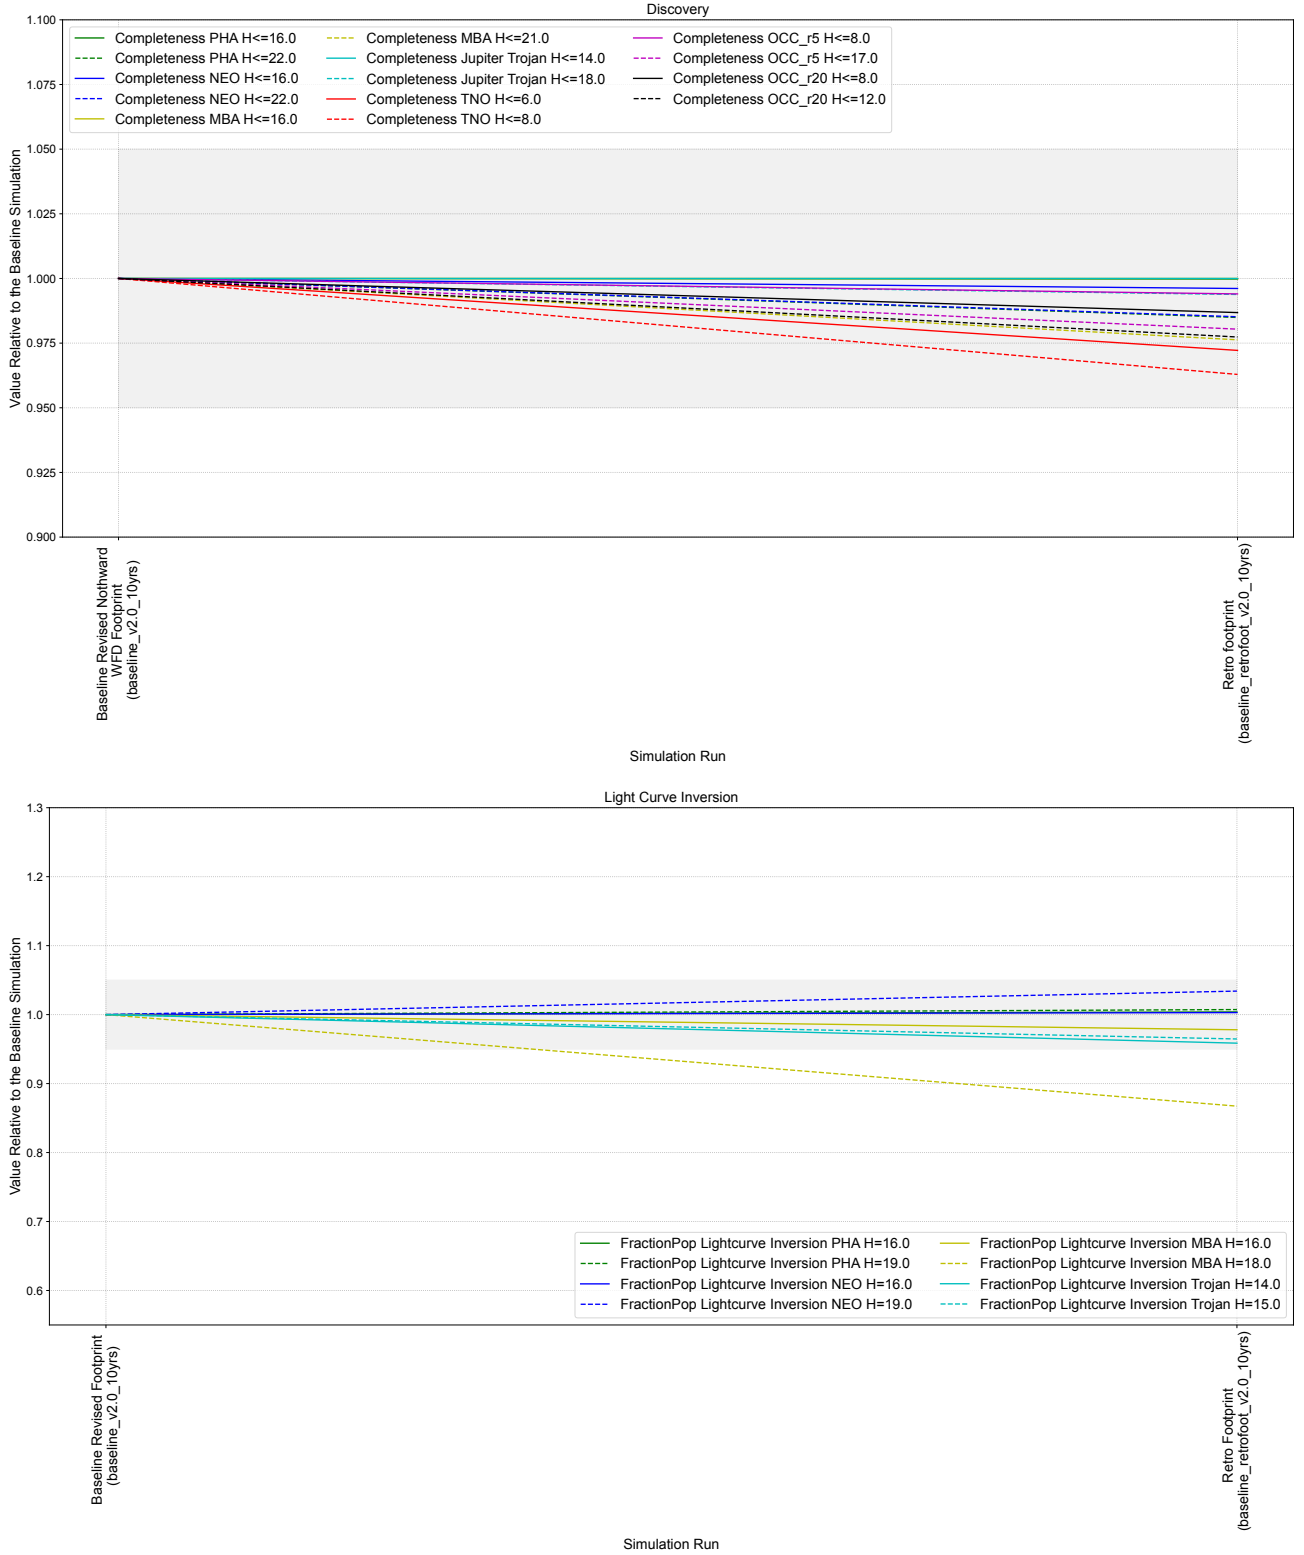 Discovery
1.100
1.075
1.050
1.025
1.000
0.975
0.950
0.925
0.900
Value Relative to the Baseline Simulation
Completeness PHA H<=16.0
Completeness PHA H<=22.0
Completeness NEO H<=16.0
Completeness NEO H<=22.0
Completeness MBA H<=16.0
Completeness MBA H<=21.0
Completeness Jupiter Trojan H<=14.0
Completeness Jupiter Trojan H<=18.0
Completeness TNO H<=6.0
Completeness TNO H<=8.0
Completeness OCC_r5 H<=8.0
Completeness OCC_r5 H<=17.0
Completeness OCC_r20 H<=8.0
Completeness OCC_r20 H<=12.0
Baseline Revised Nothward
WFD Footprint
(baseline_v2.0_10yrs)
Retro footprint
(baseline_retrofoot_v2.0_10yrs)
Simulation Run
Light Curve Inversion
1.3
1.2
1.1
1.0
0.9
0.8
0.7
0.6
Value Relative to the Baseline Simulation
FractionPop Lightcurve Inversion PHA H=16.0
FractionPop Lightcurve Inversion PHA H=19.0
FractionPop Lightcurve Inversion NEO H=16.0
FractionPop Lightcurve Inversion NEO H=19.0
FractionPop Lightcurve Inversion MBA H=16.0
FractionPop Lightcurve Inversion MBA H=18.0
FractionPop Lightcurve Inversion Trojan H=14.0
FractionPop Lightcurve Inversion Trojan H=15.0
Baseline Revised Footprint
(baseline_v2.0_10yrs)
Retro Footprint
(baseline_retrofoot_v2.0_10yrs)
Simulation Run